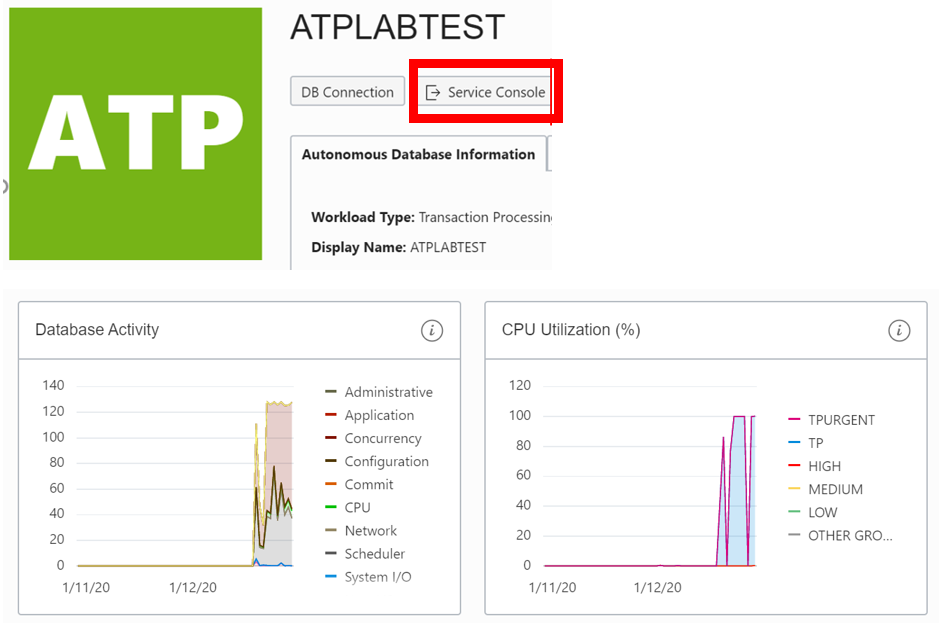 ATP
ATPLABTEST
DB Connection
Service Console
Autonomous Database Information
Workload Type: Transaction Processing
Display Name: ATPLABTEST
Database Activity
140
120
100
80
60
40
20
0
1/11/20 1/12/20
Administrative
Application
Concurrency
Configuration
Commit
CPU
Network
Scheduler
System I/O
CPU Utilization (%)
120
100
80
60
40
20
0
1/11/20 1/12/20
TPURGENT
TP
HIGH
MEDIUM
LOW
OTHER GRO...